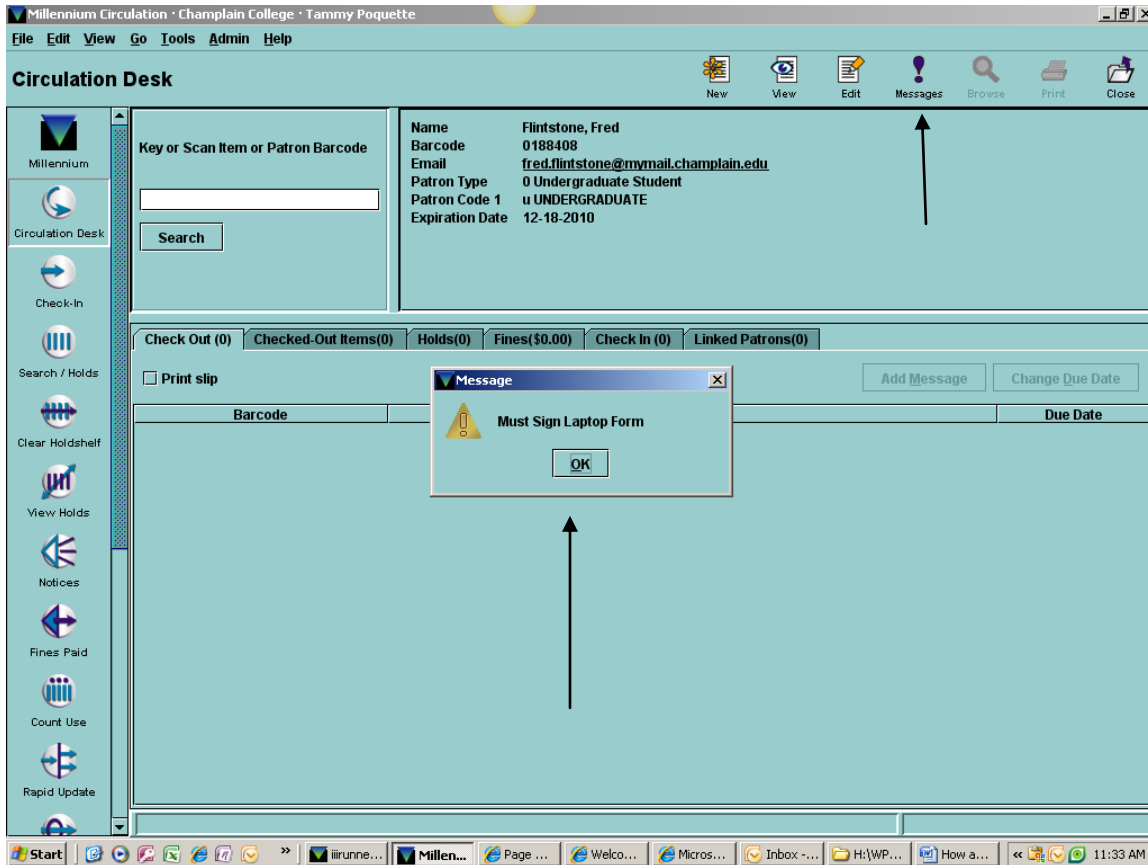 Millennium Circulation · Champlain College · Tammy Poquette
File Edit View Go Tools Admin Help
Circulation Desk
New View Edit Messages Browse Print Close
Millennium
Circulation Desk
Check-In
Search / Holds
Clear Holdshelf
View Holds
Notices
Fines Paid
Count Use
Rapid Update
Key or Scan Item or Patron Barcode
Search
Name Flintstone, Fred
Barcode 0188408
Email fred.flintstone@mymail.champlain.edu
Patron Type 0 Undergraduate Student
Patron Code 1 u UNDERGRADUATE
Expiration Date 12-18-2010
Check Out (0) Checked-Out Items(0) Holds(0) Fines($0.00) Check In (0) Linked Patrons(0)
Print slip
Add Message Change Due Date
Barcode Due Date
Message
Must Sign Laptop Form
OK
Start » iiirunne... Millen... Page ... Welco... Micros... Inbox -... H:\WP... How a... « 11:33 AM